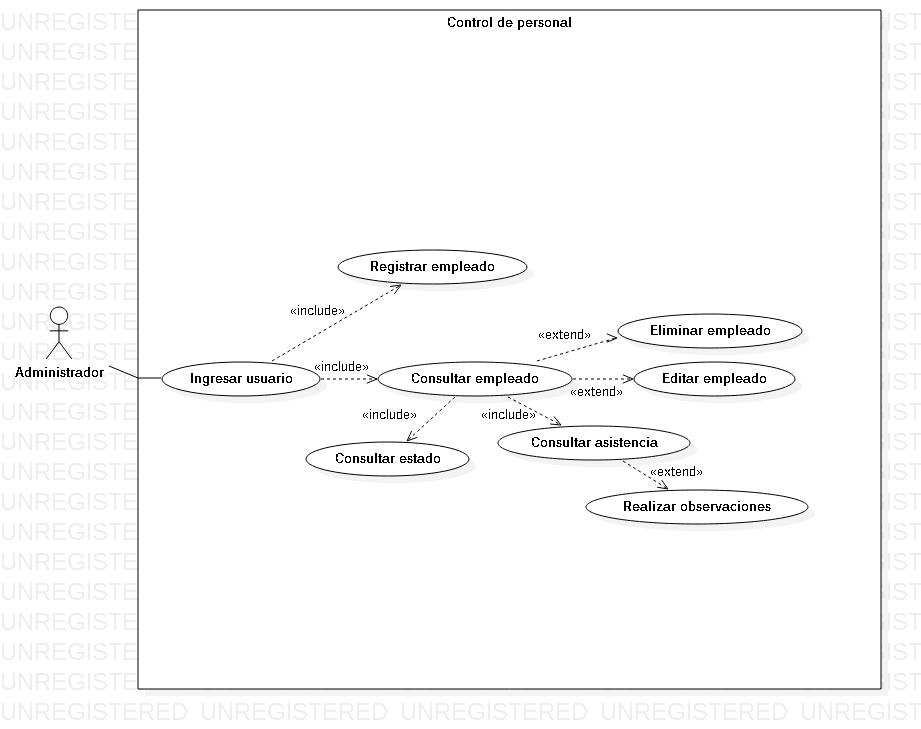 Control de personal
Registrar empleado
«include»
Eliminar empleado
«extend»
Administrador
Ingresar usuario
«include»
Consultar empleado
Editar empleado
«extend»
«include»
«include»
Consultar estado
Consultar asistencia
«extend»
Realizar observaciones
UNREGISTERED UNREGISTERED UNREGISTERED UNREGISTERED UNREGIST